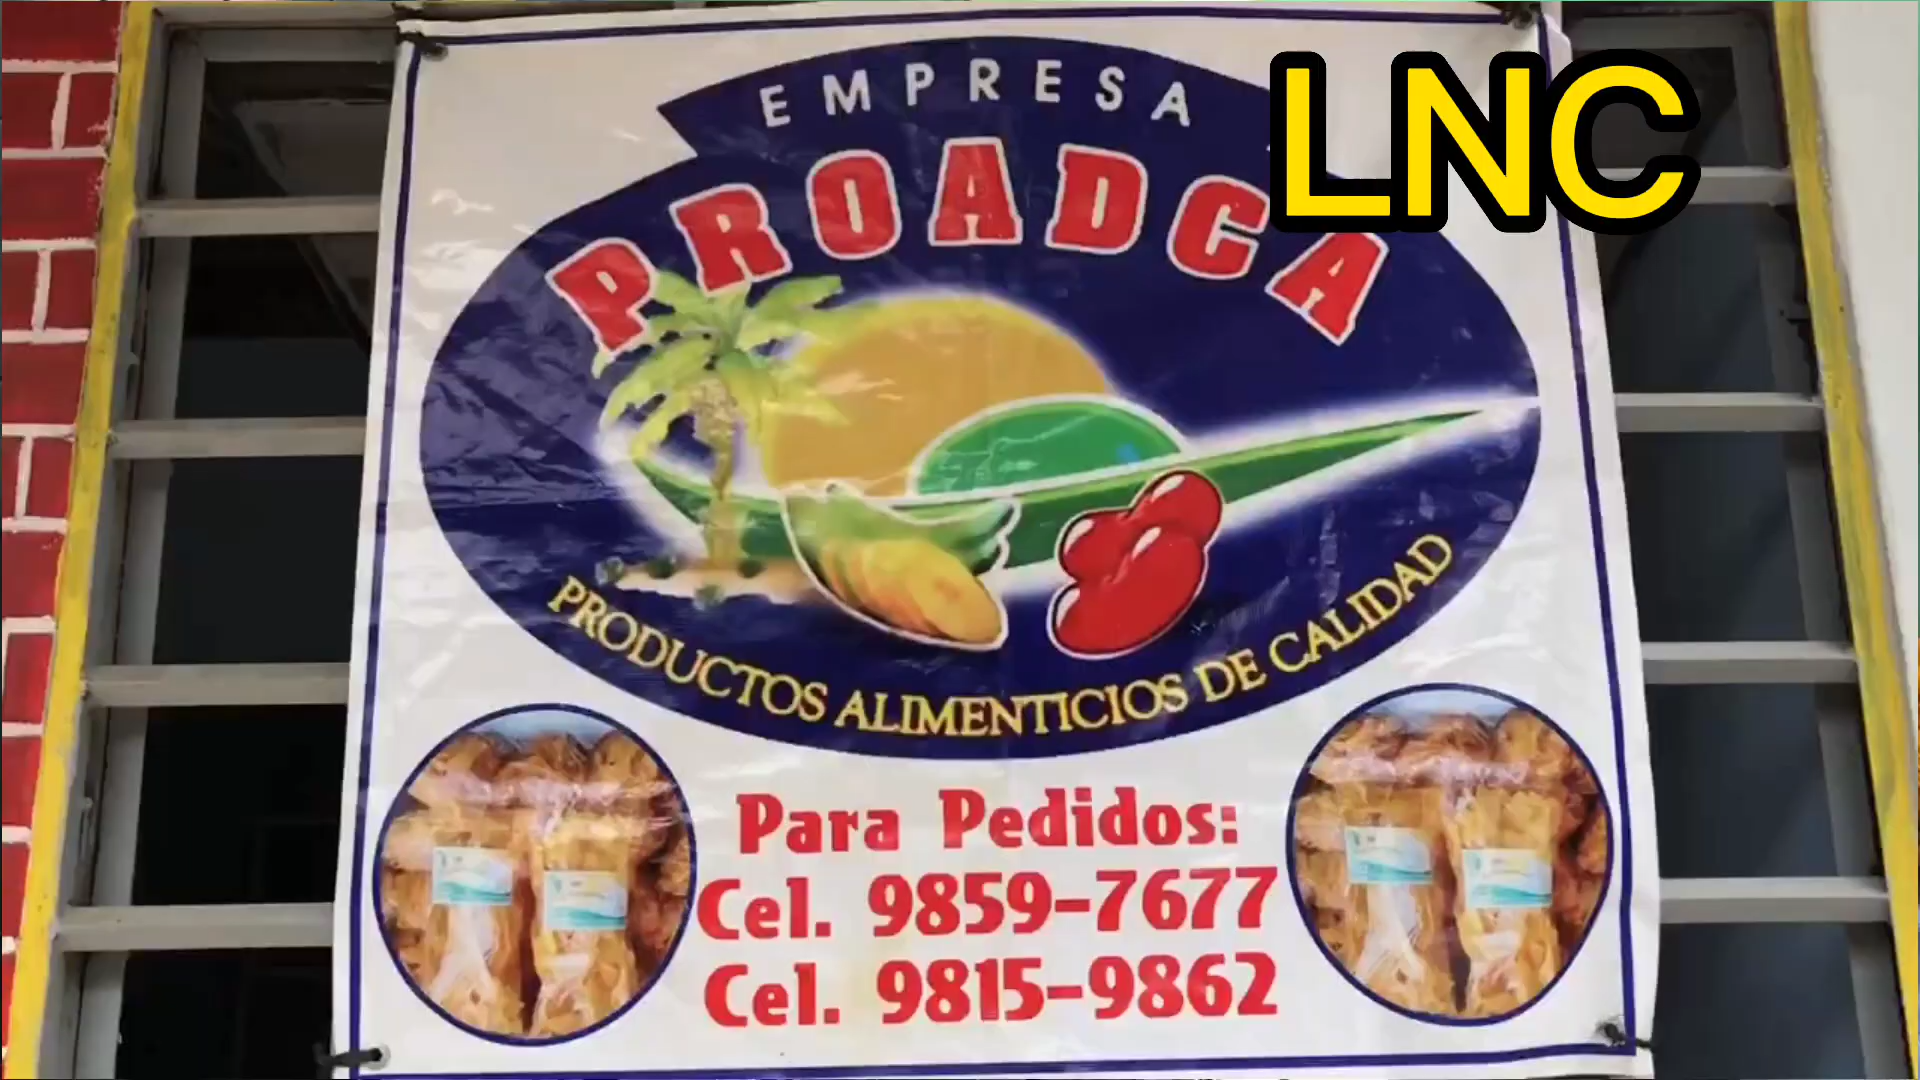 EMPRESA
LNC
PROADCA
PRODUCTOS ALIMENTICIOS DE CALIDAD
Para Pedidos:
Cel. 9859-7677
Cel. 9815-9862